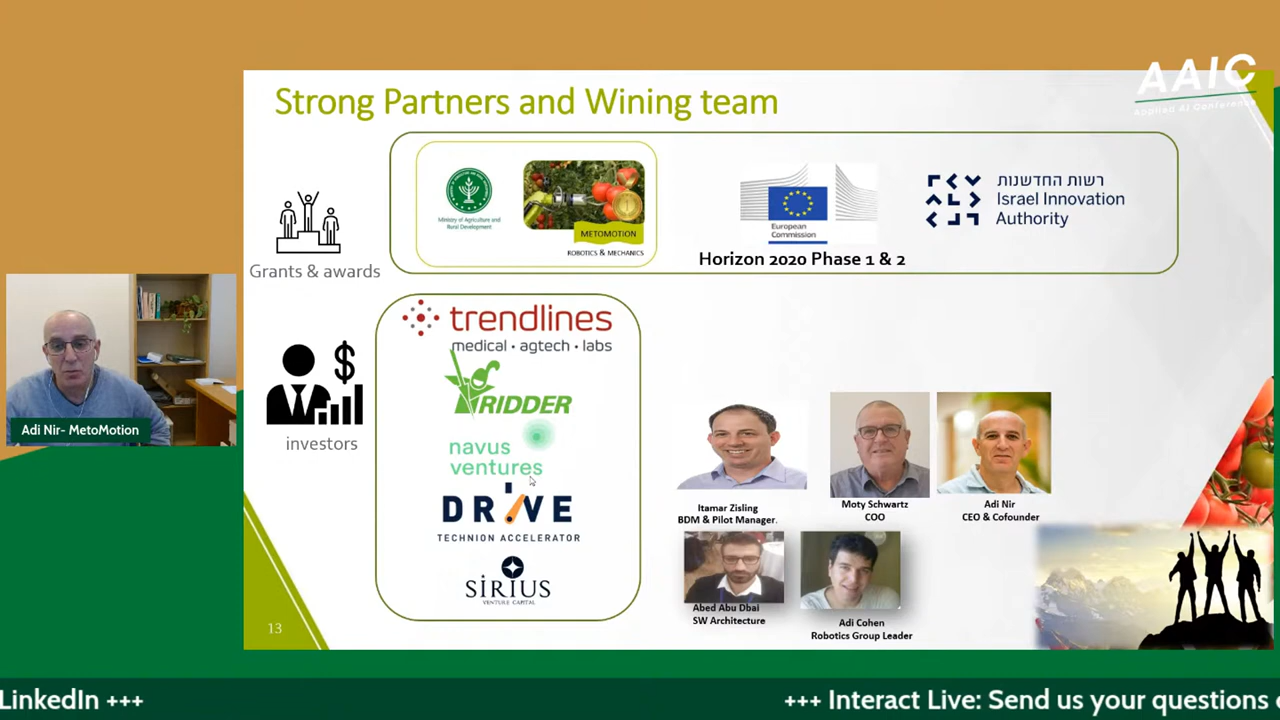 AAIC
Applied AI Conference
Strong Partners and Wining team
Ministry of Agriculture and
Rural Development
METOMOTION
ROBOTICS & MECHANICS
European
Commission
Horizon 2020 Phase 1 & 2
רשות החדשנות
Israel Innovation
Authority
Grants & awards
trendlines
medical • agtech • labs
RIDDER
navus
ventures
DRIVE
TECHNION ACCELERATOR
SIRIUS
VENTURE CAPITAL
investors
Adi Nir- MetoMotion
Itamar Zisling
BDM & Pilot Manager.
Moty Schwartz
COO
Adi Nir
CEO & Cofounder
Abed Abu Dbai
SW Architecture
Adi Cohen
Robotics Group Leader
13
LinkedIn +++
+++ Interact Live: Send us your questions